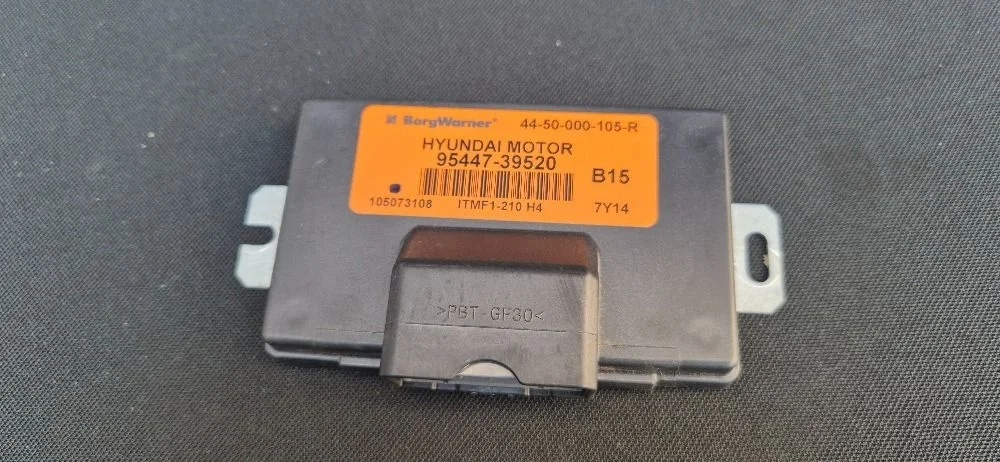 BorgWarner 44-50-000-105-R
HYUNDAI MOTOR
95447-39520
B15
105073108 ITMF1-210 H4 7Y14
>PBT-GF30<